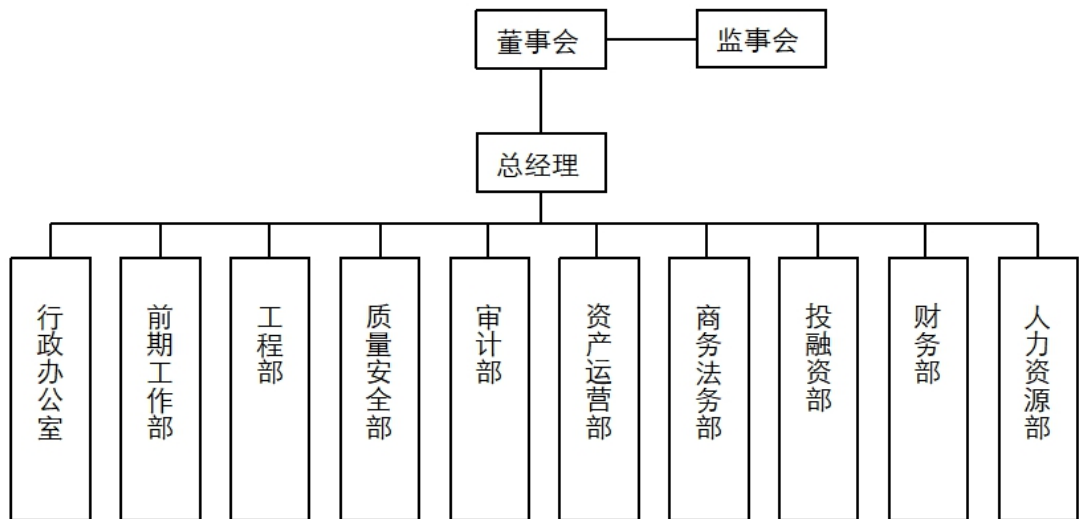 董事会
监事会
总经理
行政办公室
前期工作部
工程部
质量安全部
审计部
资产运营部
商务法务部
投融资部
财务部
人力资源部